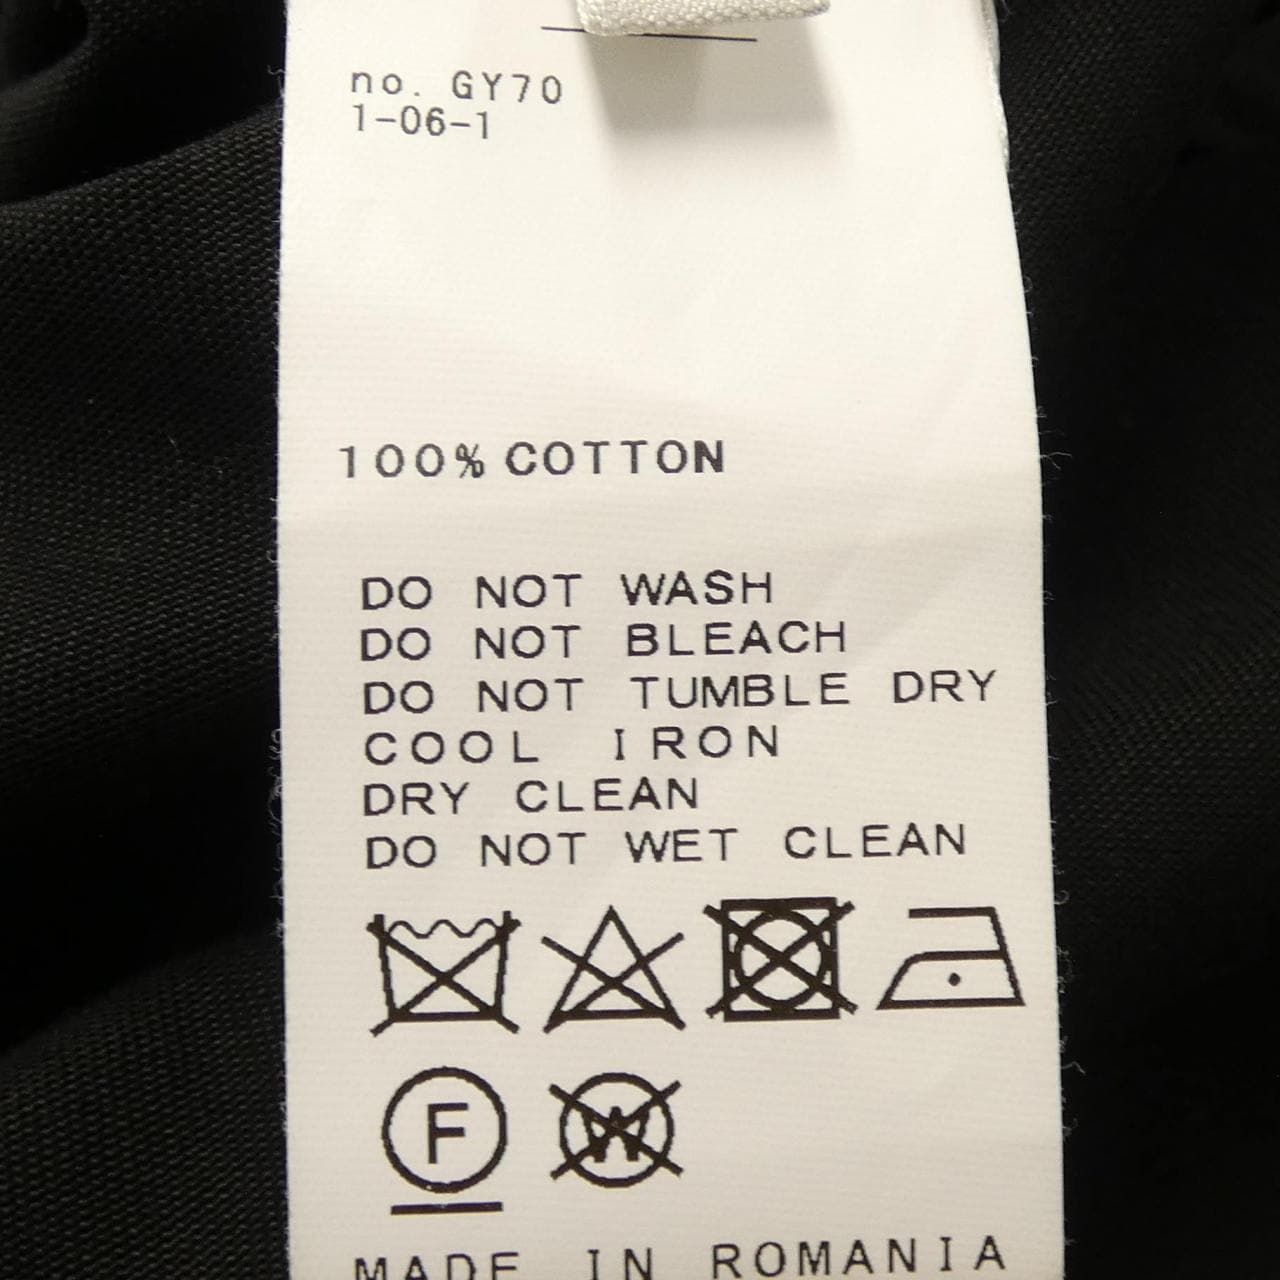 no. GY70
1-06-1
100% COTTON
DO NOT WASH
DO NOT BLEACH
DO NOT TUMBLE DRY
COOL IRON
DRY CLEAN
DO NOT WET CLEAN
F W
MADE IN ROMANIA